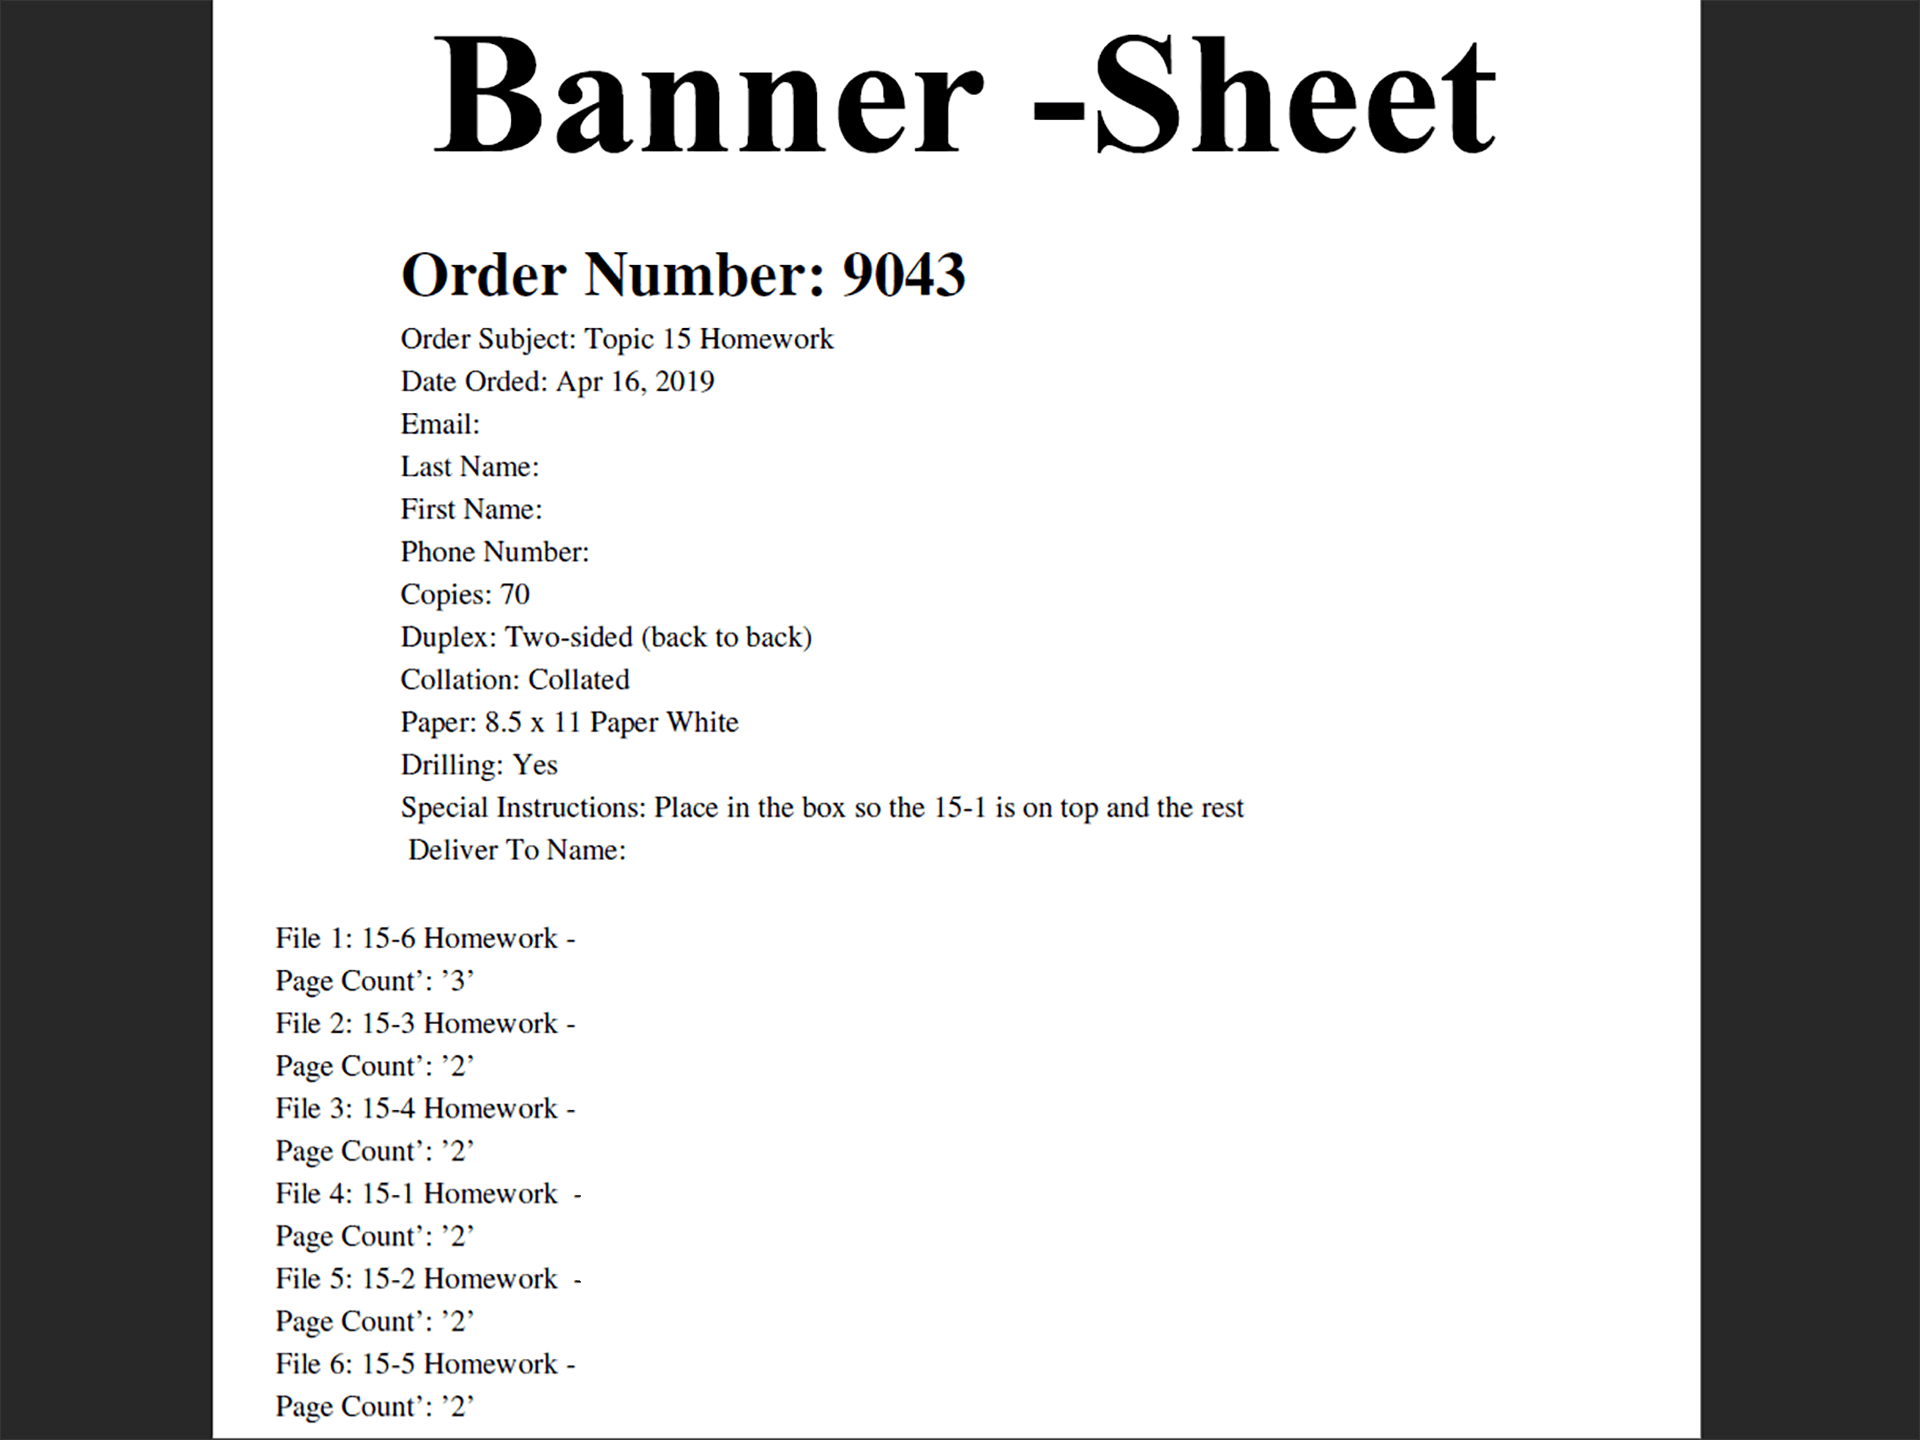 Banner -Sheet
Order Number: 9043
Order Subject: Topic 15 Homework
Date Orded: Apr 16, 2019
Email:
Last Name:
First Name:
Phone Number:
Copies: 70
Duplex: Two-sided (back to back)
Collation: Collated
Paper: 8.5 x 11 Paper White
Drilling: Yes
Special Instructions: Place in the box so the 15-1 is on top and the rest
Deliver To Name:
File 1: 15-6 Homework -
Page Count’: ’3’
File 2: 15-3 Homework -
Page Count’: ’2’
File 3: 15-4 Homework -
Page Count’: ’2’
File 4: 15-1 Homework  -
Page Count’: ’2’
File 5: 15-2 Homework  -
Page Count’: ’2’
File 6: 15-5 Homework -
Page Count’: ’2’